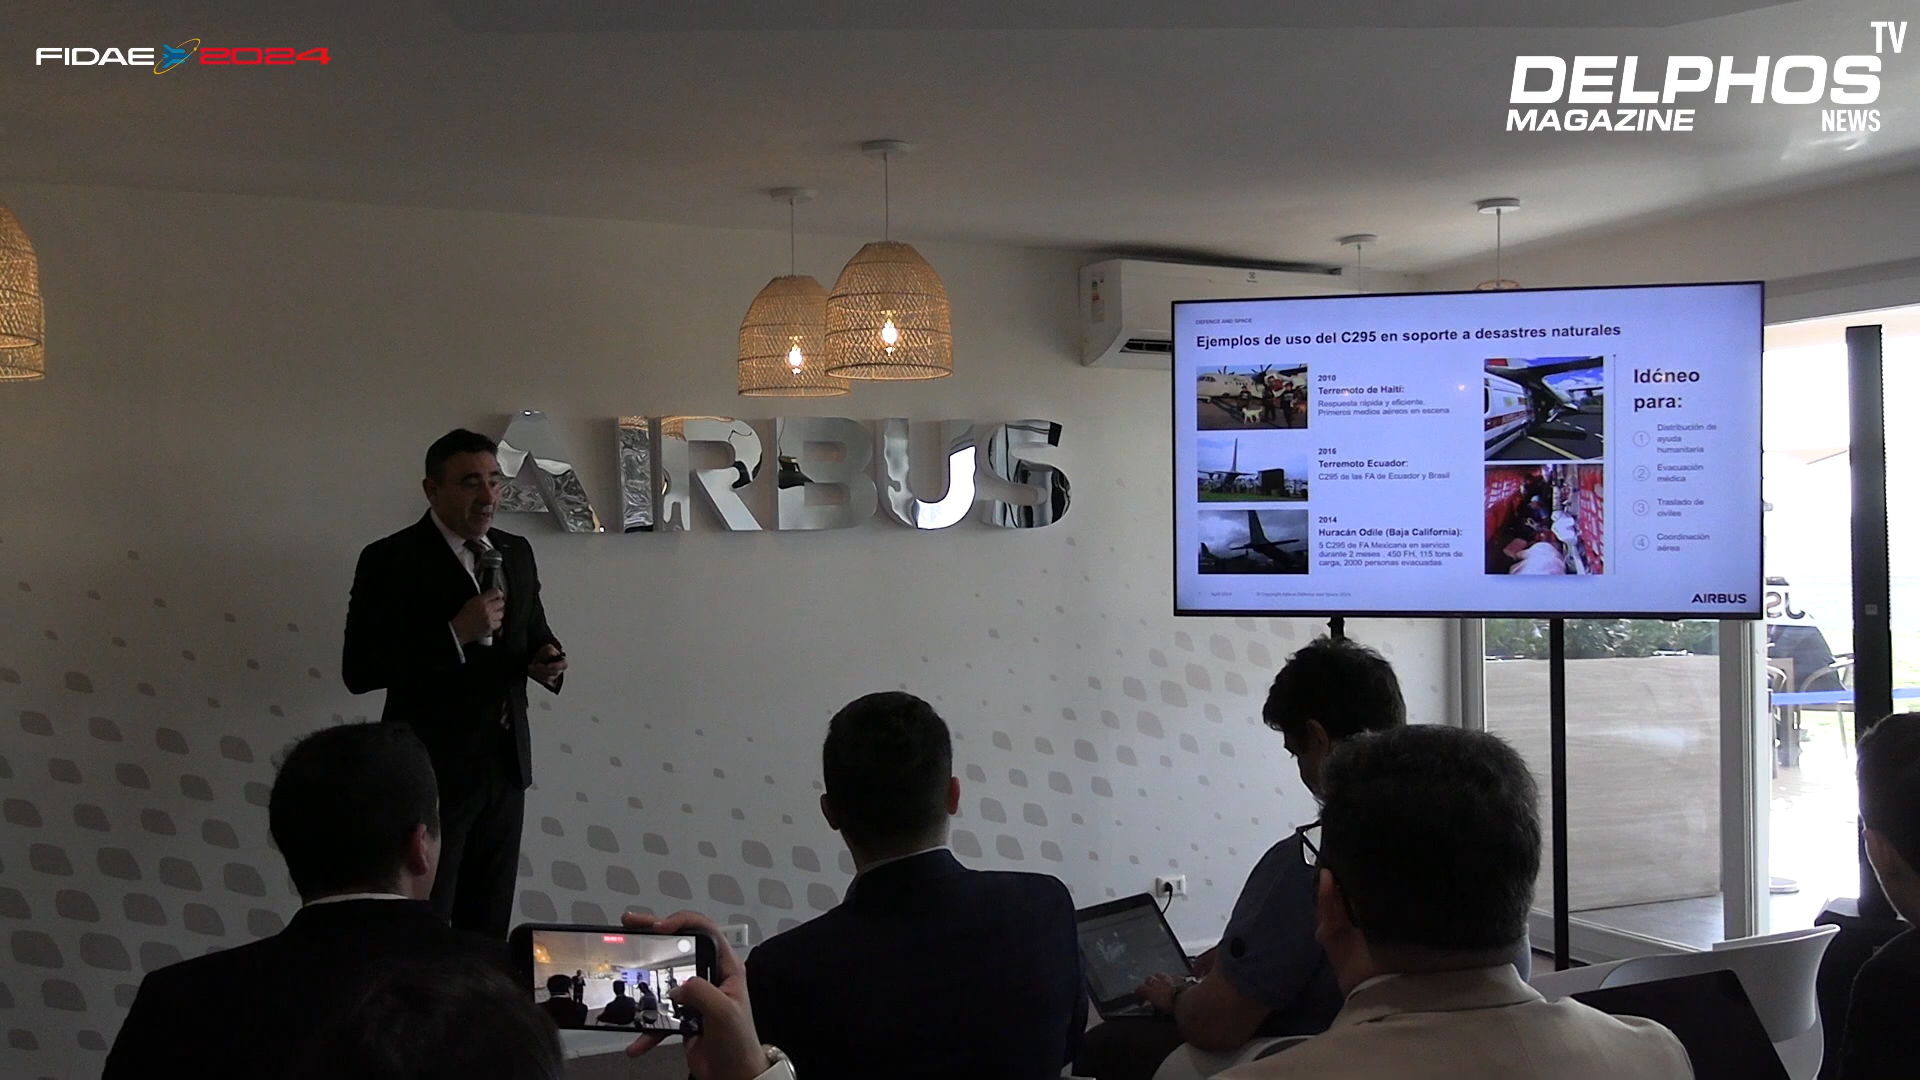 FIDAE 2024
TV
DELPHOS
MAGAZINE NEWS
AIRBUS
DEFENCE AND SPACE
Ejemplos de uso del C295 en soporte a desastres naturales
2010
Terremoto de Haití:
Respuesta rápida y eficiente.
Primeros medios aéreos en escena
2016
Terremoto Ecuador:
C295 de las FA de Ecuador y Brasil
2014
Huracán Odile (Baja California):
5 C295 de FA Mexicana en servicio
durante 2 meses . 450 FH, 115 tons de
carga, 2000 personas evacuadas
Idóneo
para:
1 Distribución de
ayuda
humanitaria
2 Evacuación
médica
3 Traslado de
civiles
4 Coordinación
aérea
April 2024
AIRBUS